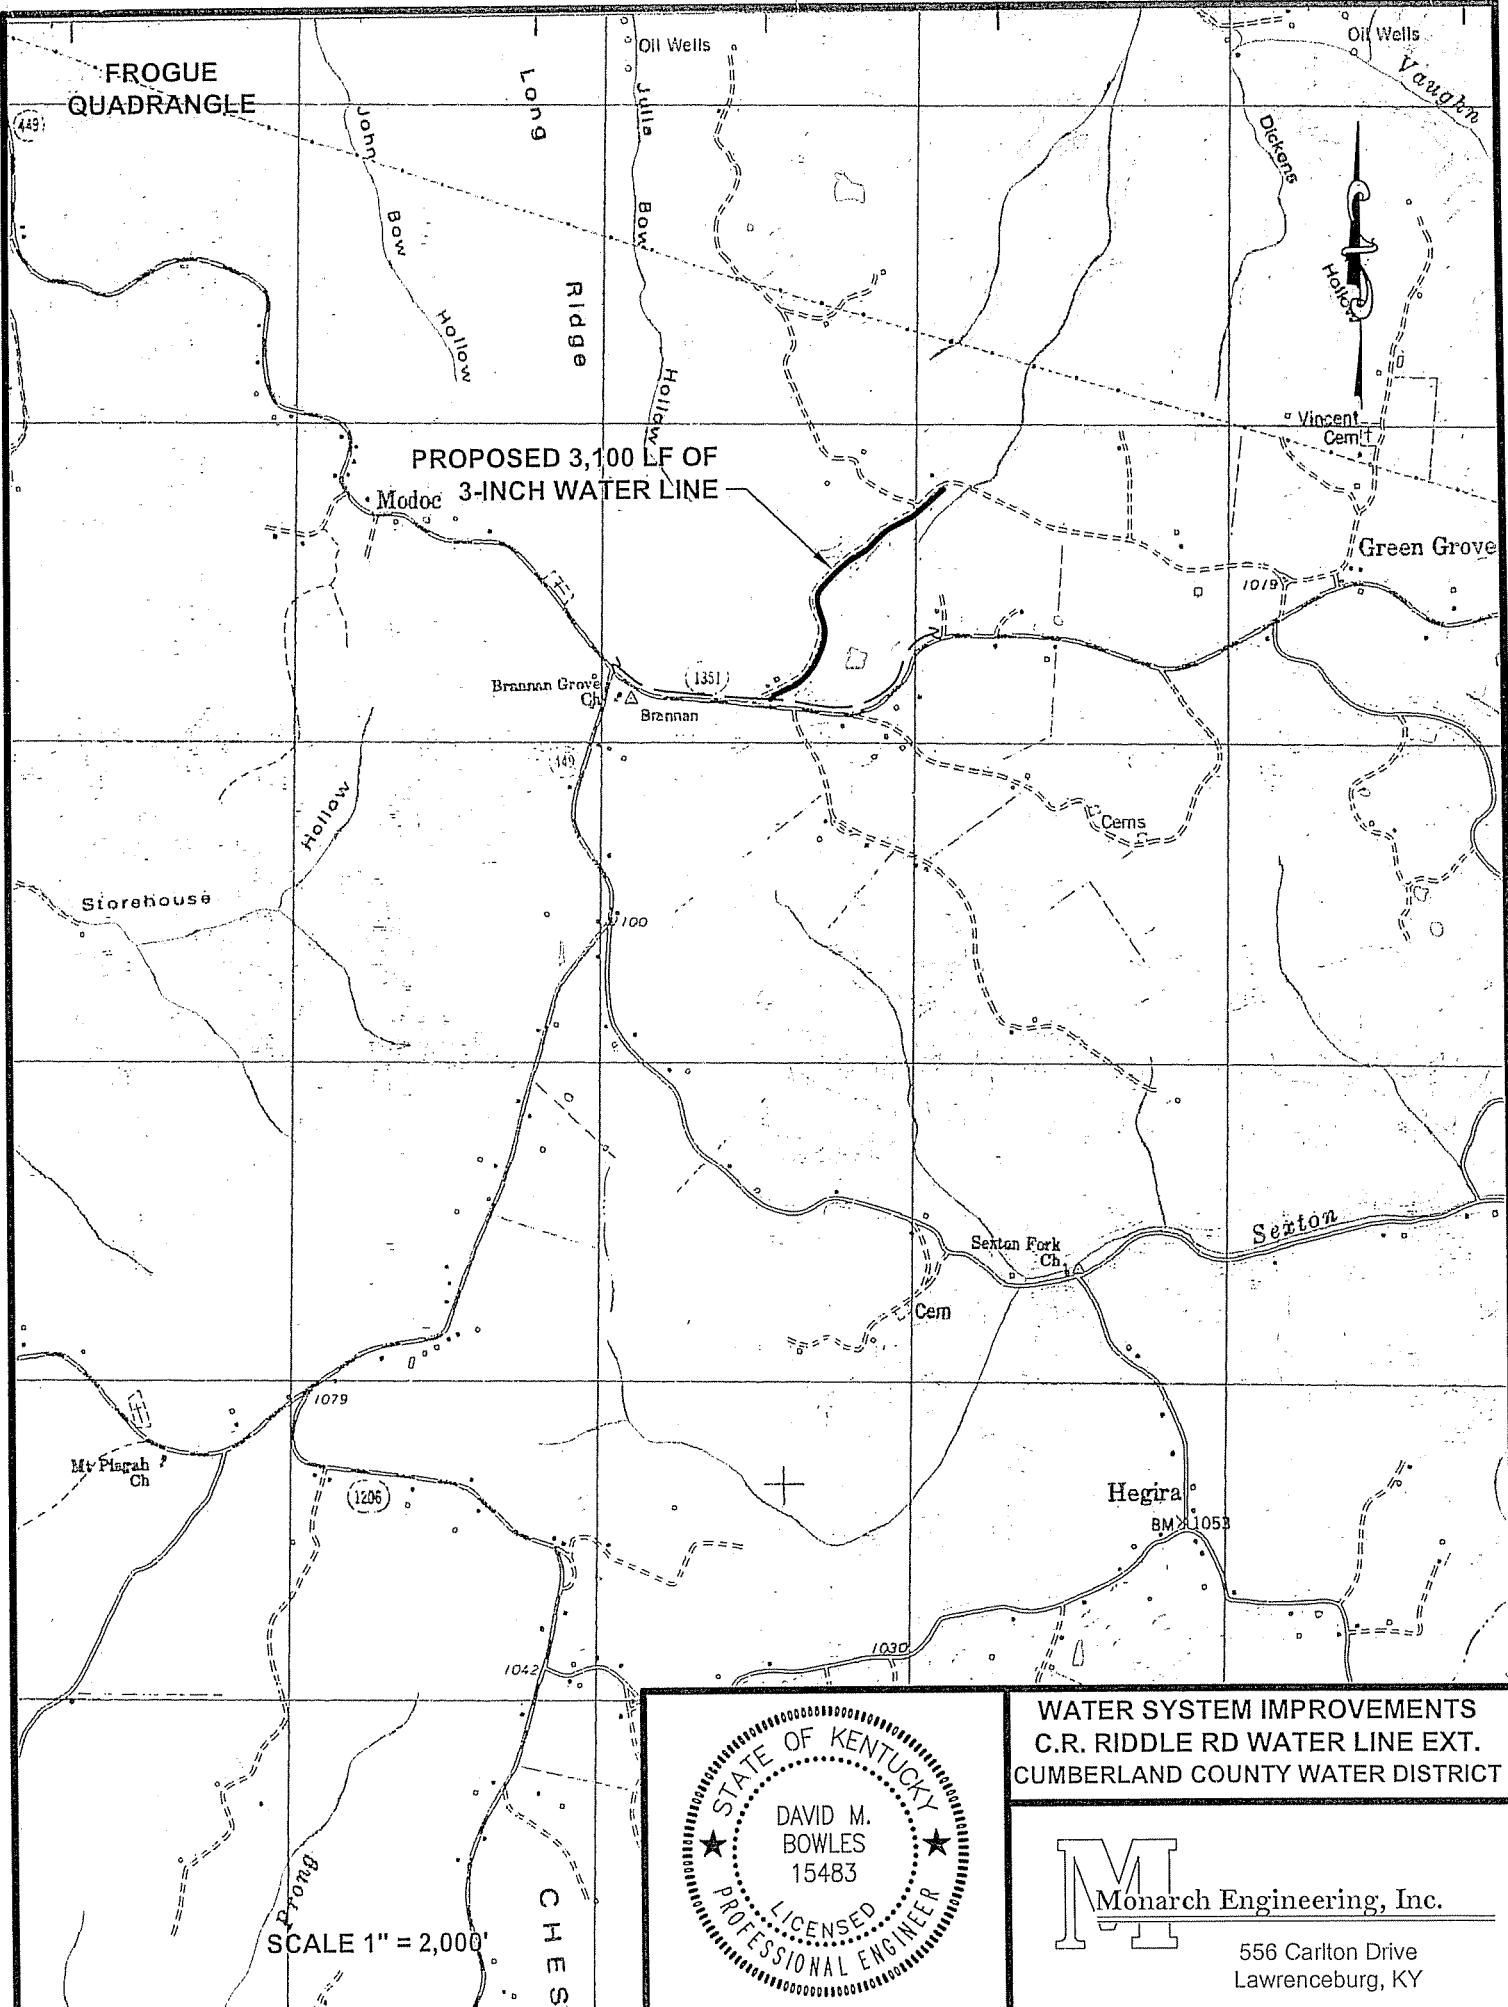 FROGUE
QUADRANGLE
449
Oil Wells
Long
Ridge
John
Bow
Hollow
Julia
Bow
Hollow
Oil Wells
Vaughn
Dickens
Hollow
Vincent
Cem
PROPOSED 3,100 LF OF
3-INCH WATER LINE
Modoc
Green Grove
1019
Brannan Grove
Ch
1351
Brannan
449
Hollow
Storehouse
Cems
100
Sexton Fork
Ch
Sexton
Cem
1079
Mt Pisgah
Ch
1206
Hegira
BM X 1053
1030
1042
Prong
SCALE 1" = 2,000'
CHES
STATE OF KENTUCKY
DAVID M.
BOWLES
15483
LICENSED
PROFESSIONAL ENGINEER
WATER SYSTEM IMPROVEMENTS
C.R. RIDDLE RD WATER LINE EXT.
CUMBERLAND COUNTY WATER DISTRICT
M
Monarch Engineering, Inc.
556 Carlton Drive
Lawrenceburg, KY